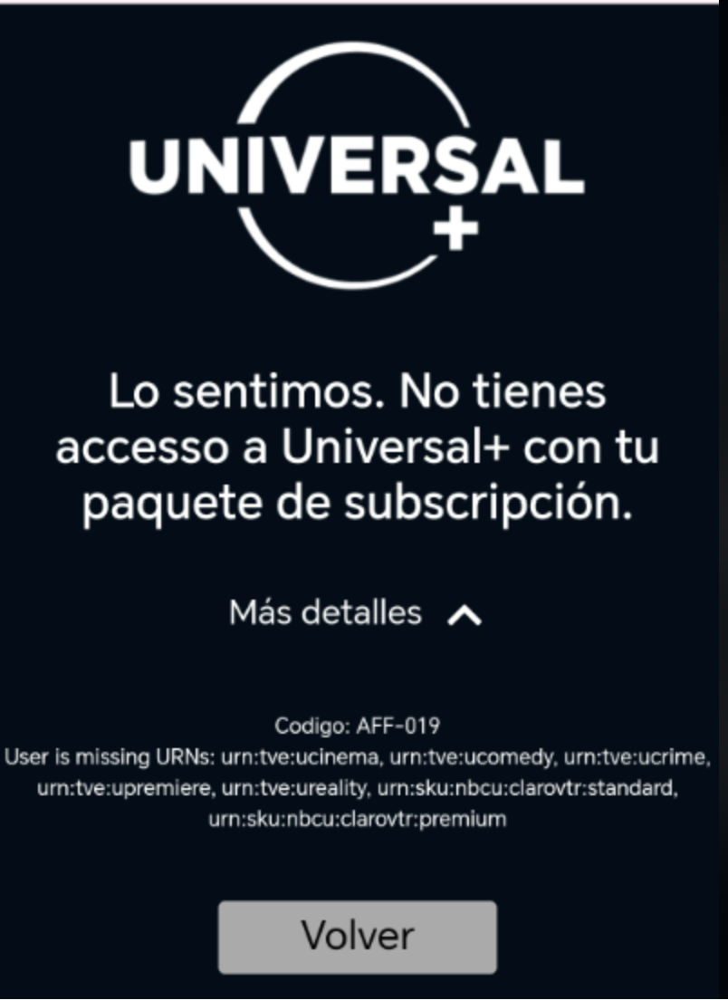 UNIVERSAL
+
Lo sentimos. No tienes
accesso a Universal+ con tu
paquete de subscripción.
Más detalles
Codigo: AFF-019
User is missing URNs: urn:tve:ucinema, urn:tve:ucomedy, urn:tve:ucrime,
urn:tve:upremiere, urn:tve:ureality, urn:sku:nbcu:clarovtr:standard,
urn:sku:nbcu:clarovtr:premium
Volver